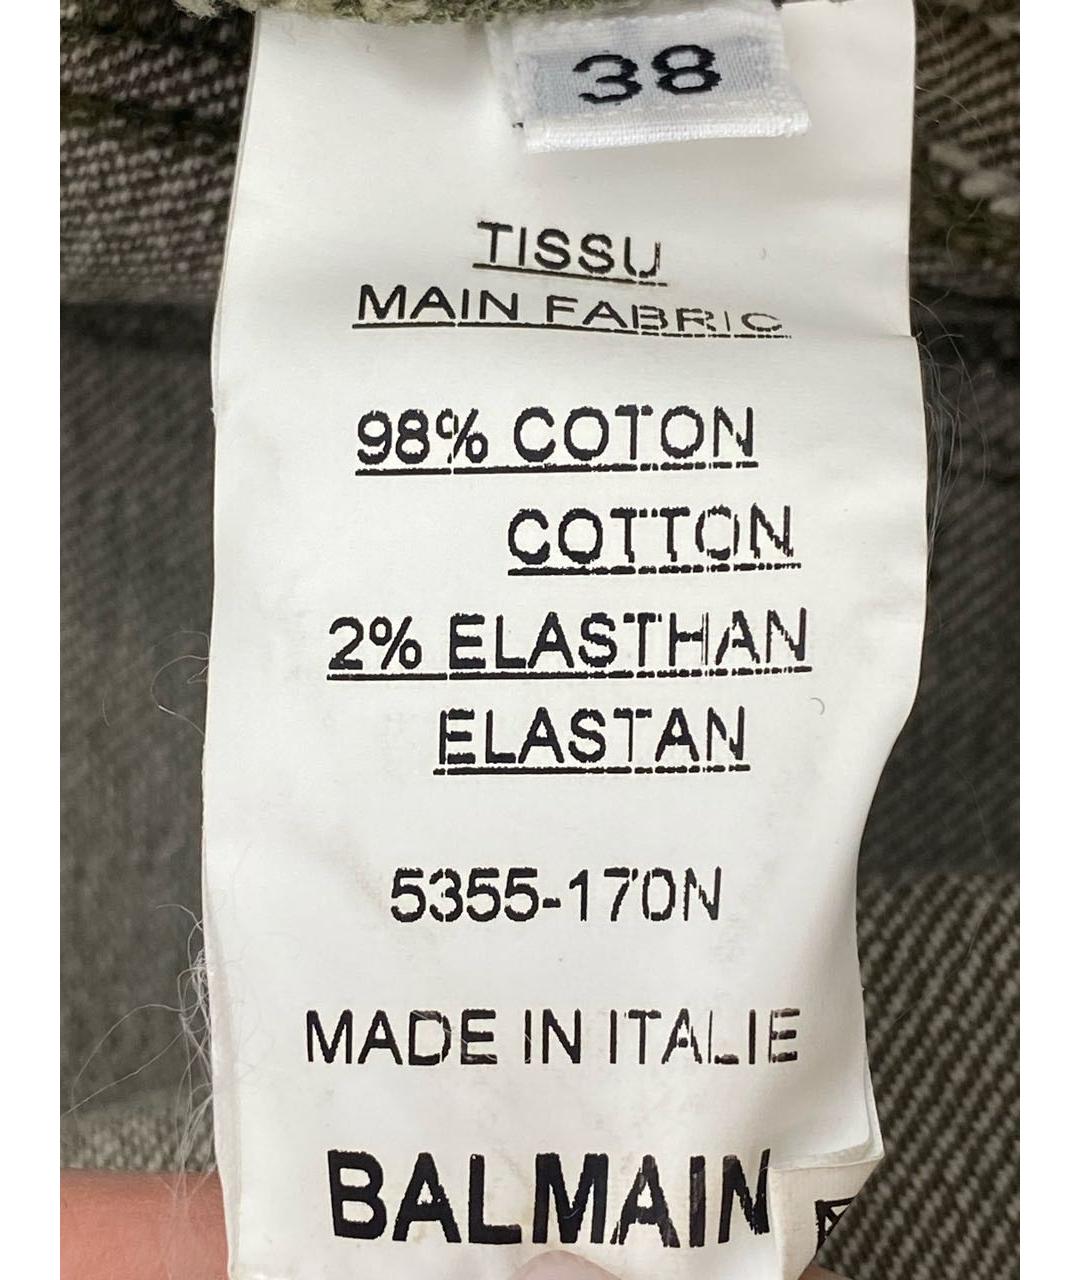 38
TISSU
MAIN FABRIC
98% COTON
COTTON
2% ELASTHAN
ELASTAN
5355-170N
MADE IN ITALIE
BALMAIN